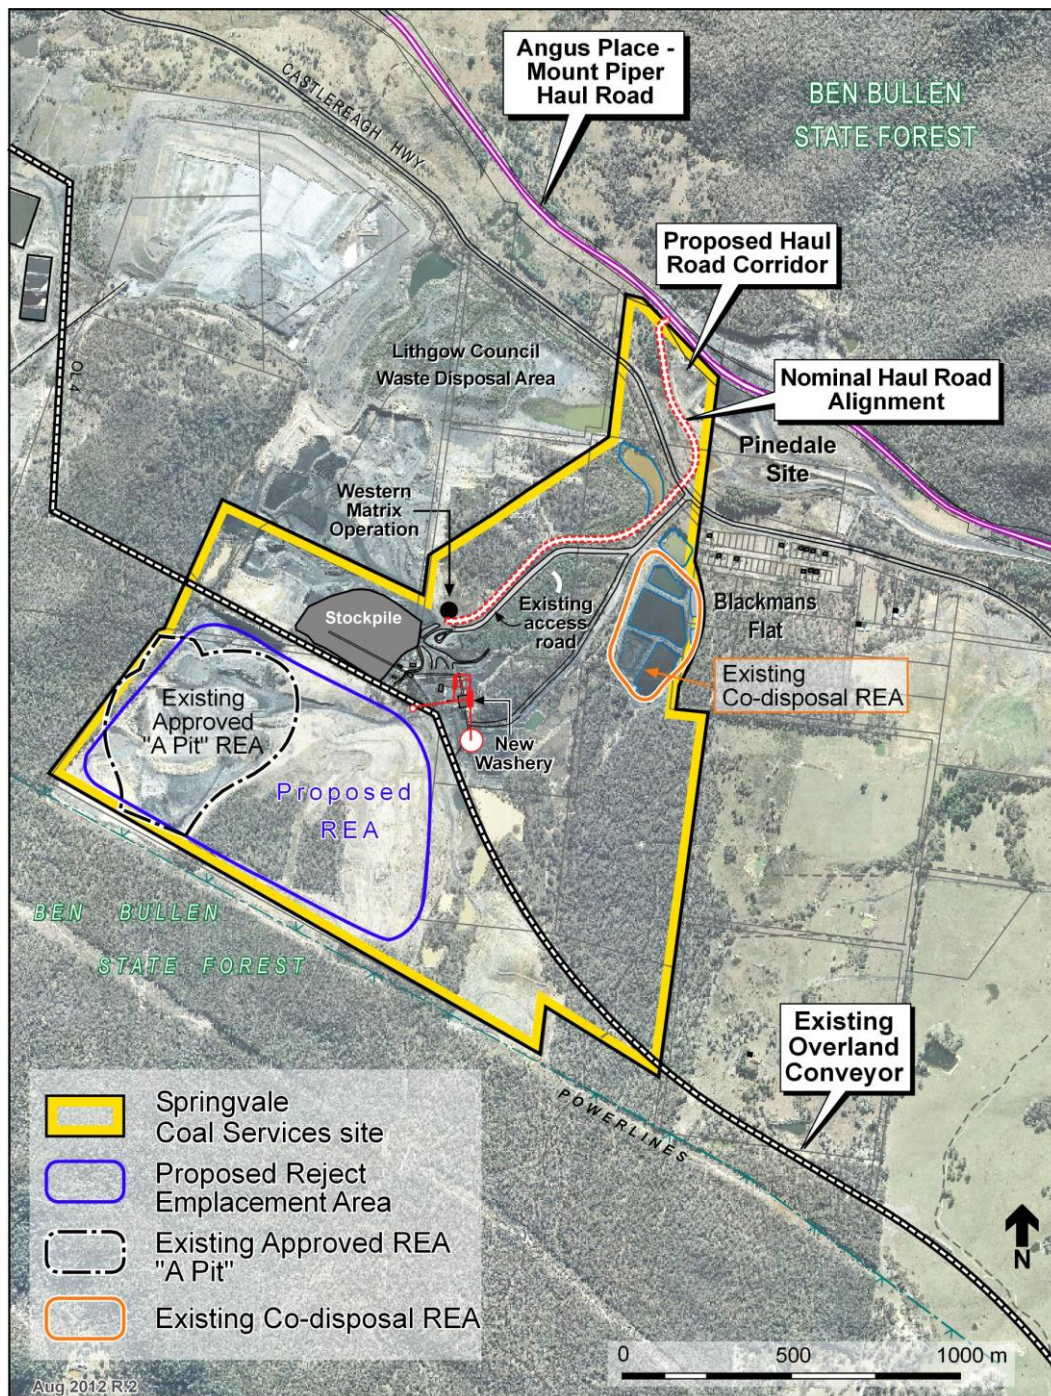 Angus Place -
Mount Piper
Haul Road
CASTLEREAGH HWY
BEN BULLEN
STATE FOREST
Proposed Haul
Road Corridor
Lithgow Council
Waste Disposal Area
OL 4
Nominal Haul Road
Alignment
Pinedale
Site
Western
Matrix
Operation
Stockpile
Existing
access
road
Blackmans
Flat
Existing
Co-disposal REA
Existing
Approved
"A Pit" REA
New
Washery
Proposed
REA
BEN BULLEN
STATE FOREST
Existing
Overland
Conveyor
POWERLINES
Springvale
Coal Services site
Proposed Reject
Emplacement Area
Existing Approved REA
"A Pit"
Existing Co-disposal REA
N
0 500 1000 m
Aug 2012 R.2